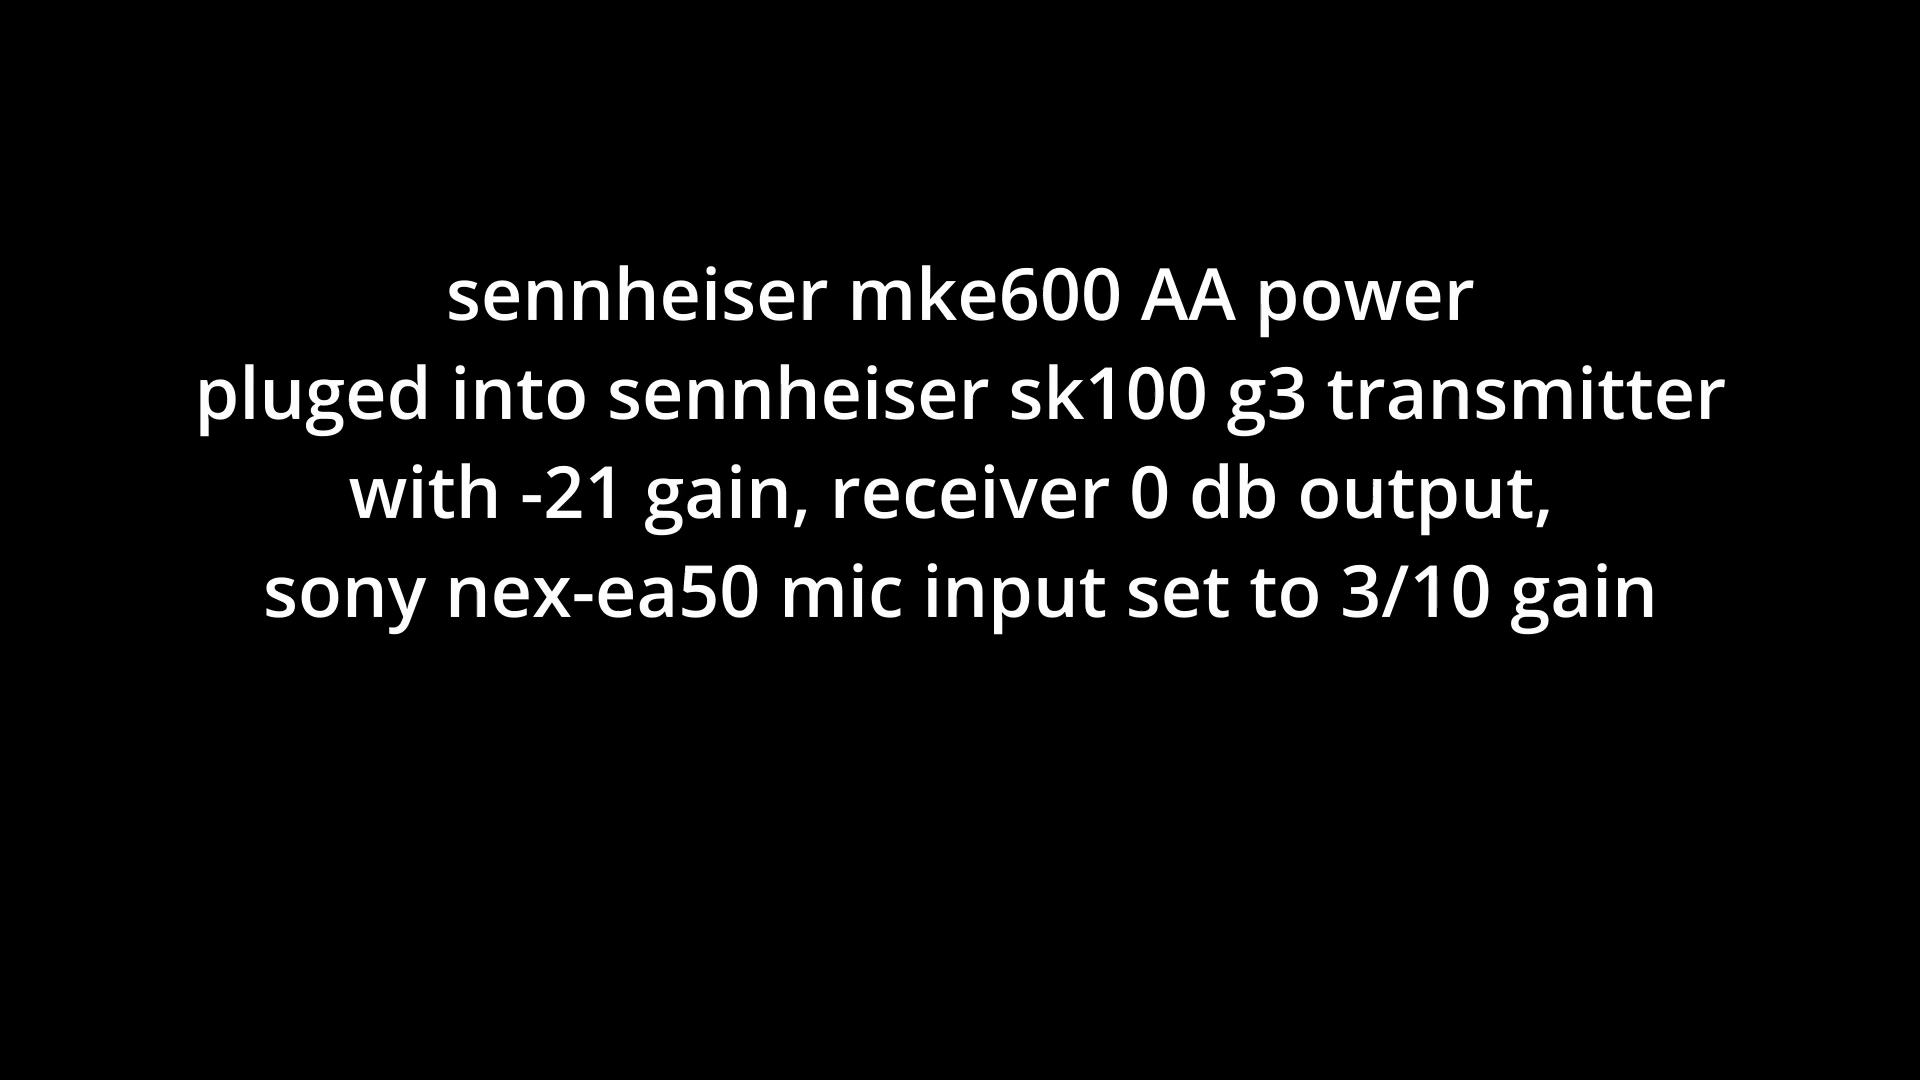 sennheiser mke600 AA power
pluged into sennheiser sk100 g3 transmitter
with -21 gain, receiver 0 db output,
sony nex-ea50 mic input set to 3/10 gain